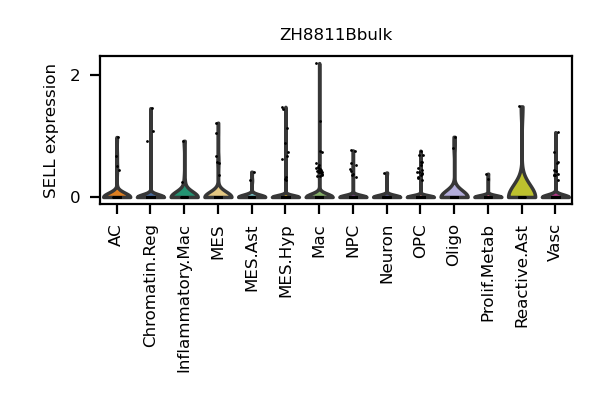 ZH8811Bbulk
SELL expression
2
0
AC
Chromatin.Reg
Inflammatory.Mac
MES
MES.Ast
MES.Hyp
Mac
NPC
Neuron
OPC
Oligo
Prolif.Metab
Reactive.Ast
Vasc